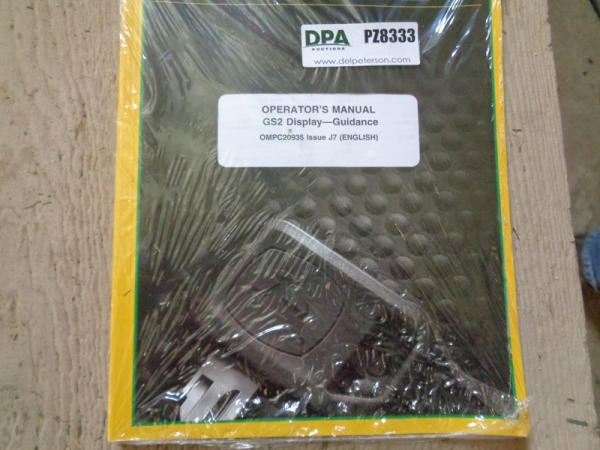 DPA PZ8333
AUCTIONS
www.delpeterson.com
OPERATOR'S MANUAL
GS2 Display—Guidance
OMPC20935 Issue J7 (ENGLISH)